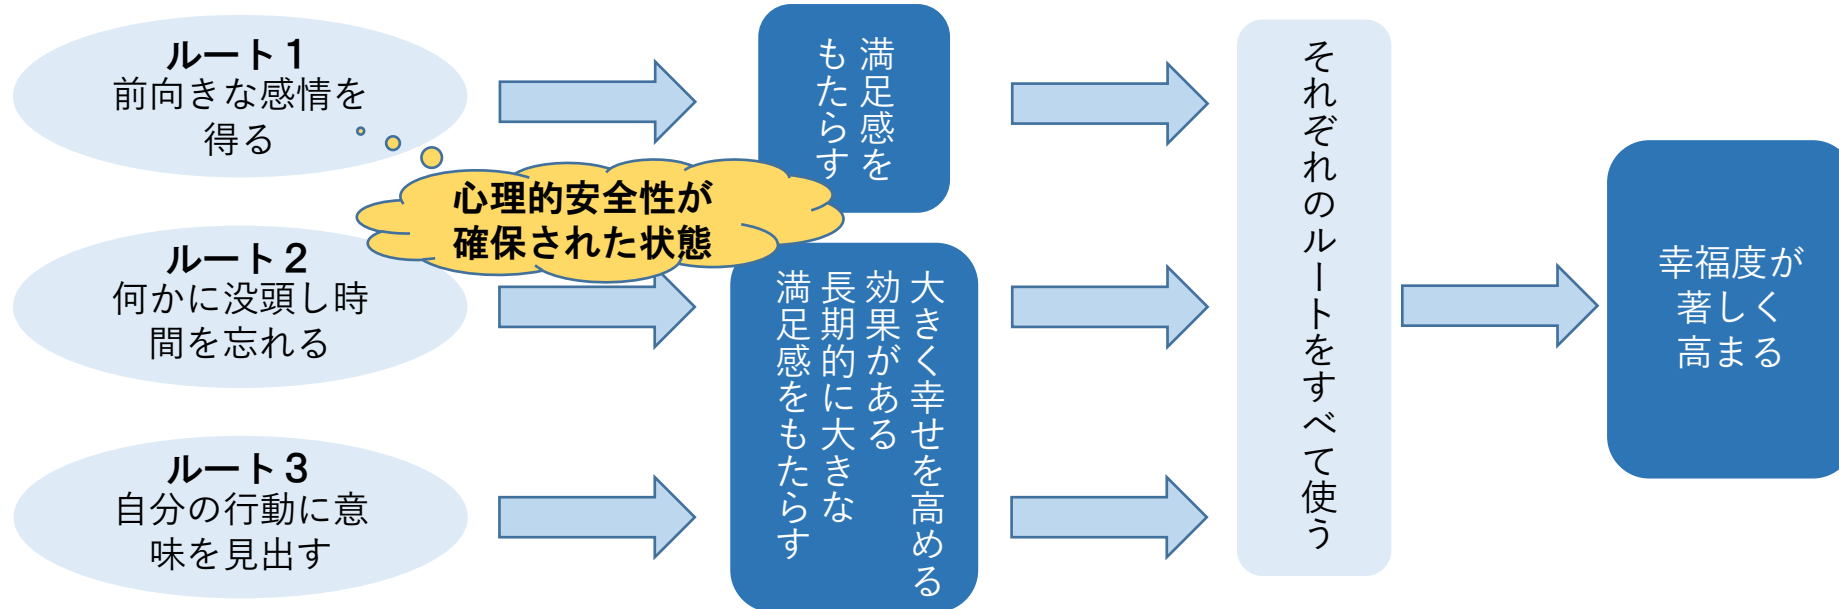 ルート１
前向きな感情を
得る
心理的安全性が
確保された状態
ルート２
何かに没頭し時
間を忘れる
ルート３
自分の行動に意
味を見出す
満足感を
もたらす
大きく幸せを高める
効果がある
長期的に大きな
満足感をもたらす
それぞれのルートをすべて使う
幸福度が
著しく
高まる